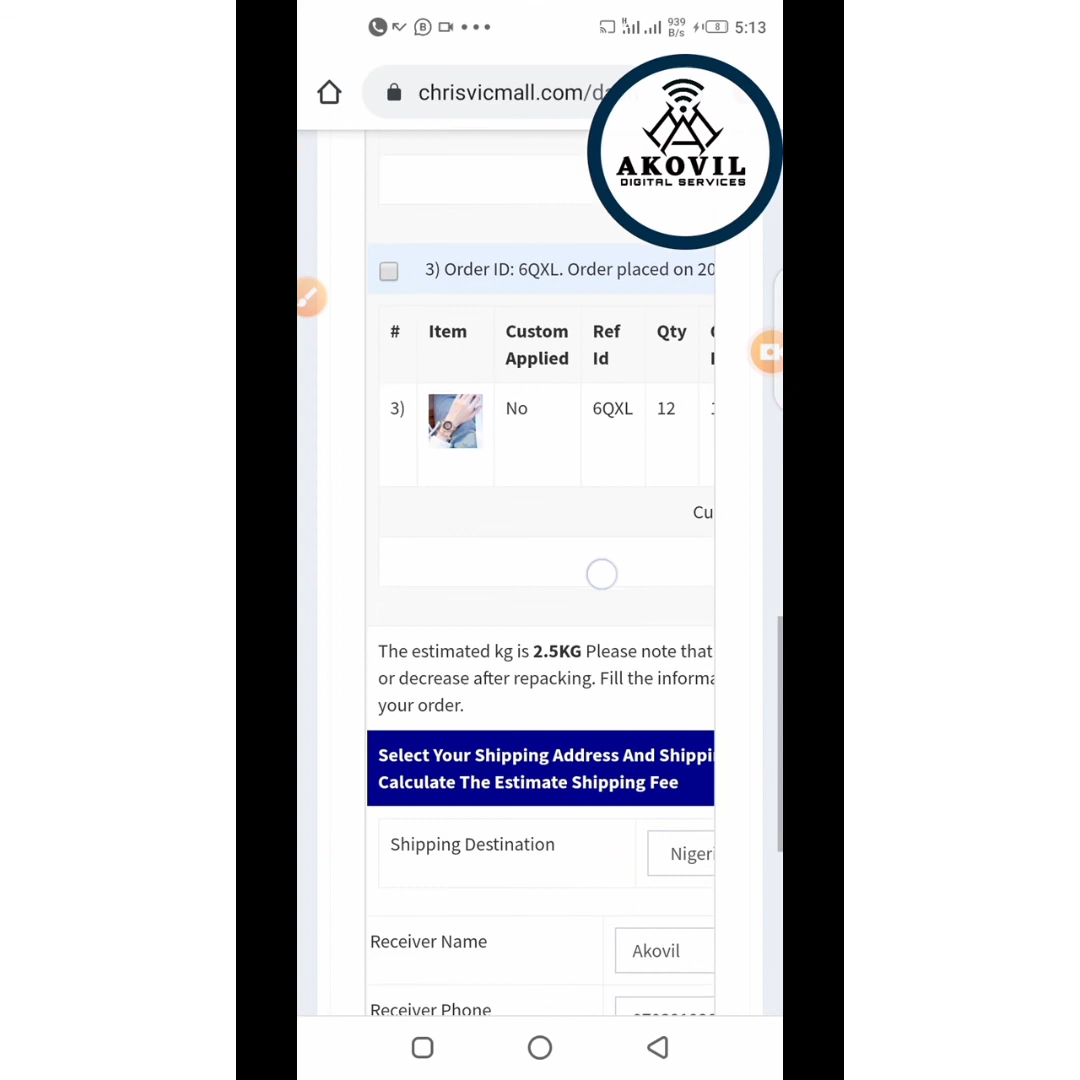 939
B/s
8
5:13
chrisvicmall.com/da
AKOVIL
DIGITAL SERVICES
3) Order ID: 6QXL. Order placed on 20
# Item Custom Applied Ref Id Qty
3) No 6QXL 12
Cu
The estimated kg is 2.5KG Please note that
or decrease after repacking. Fill the informa
your order.
Select Your Shipping Address And Shippi
Calculate The Estimate Shipping Fee
Shipping Destination Nigeri
Receiver Name Akovil
Receiver Phone